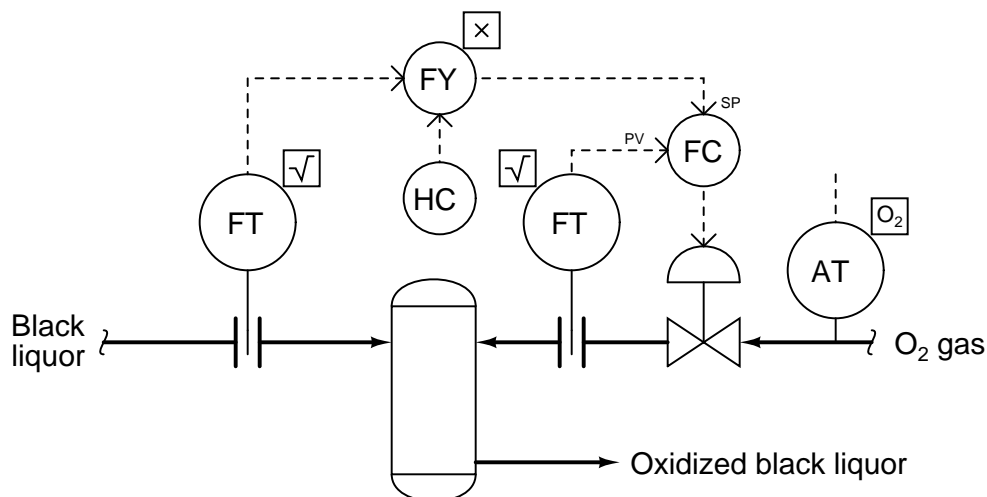 ×
FY
SP
PV
FC
√
√
HC
FT
FT
O₂
AT
Black
liquor
O₂ gas
Oxidized black liquor